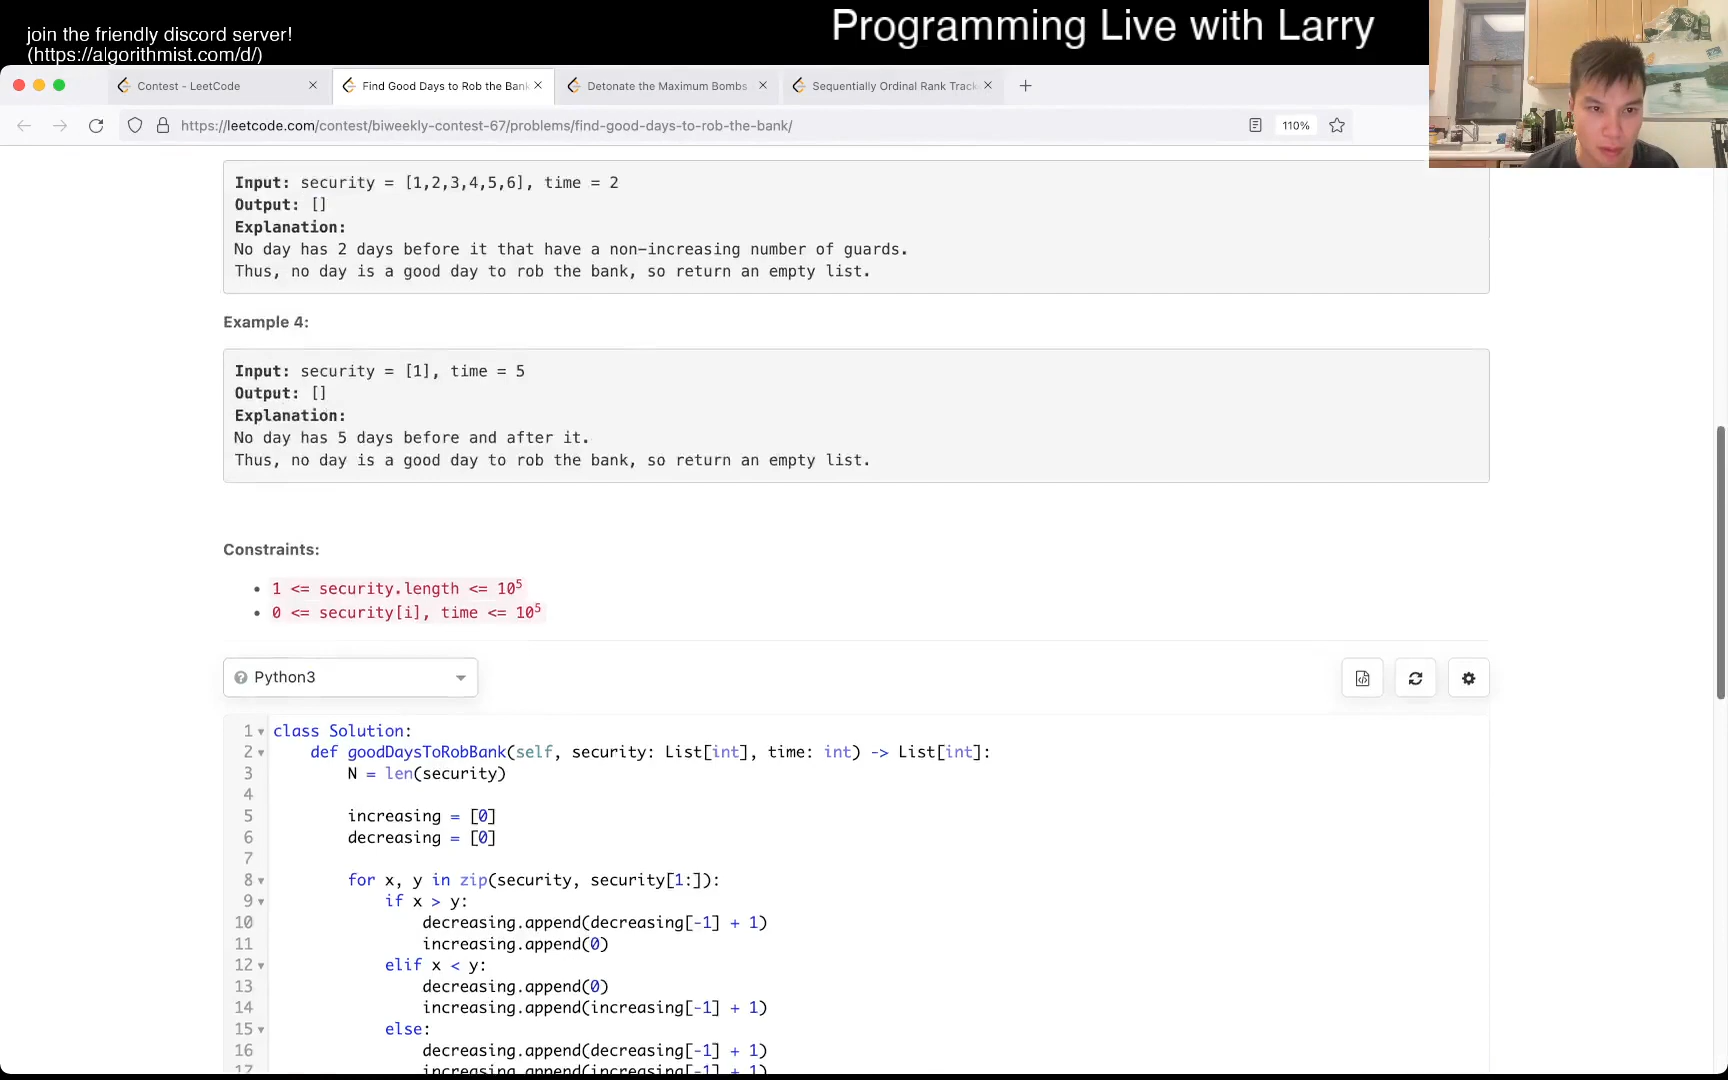 join the friendly discord server!
(https://algorithmist.com/d/)
Programming Live with Larry
Contest - LeetCode
Find Good Days to Rob the Bank
Detonate the Maximum Bombs
Sequentially Ordinal Rank Track
https://leetcode.com/contest/biweekly-contest-67/problems/find-good-days-to-rob-the-bank/
110%
Input: security = [1,2,3,4,5,6], time = 2
Output: []
Explanation:
No day has 2 days before it that have a non-increasing number of guards.
Thus, no day is a good day to rob the bank, so return an empty list.
Example 4:
Input: security = [1], time = 5
Output: []
Explanation:
No day has 5 days before and after it.
Thus, no day is a good day to rob the bank, so return an empty list.
Constraints:
• 1 <= security.length <= 10⁵
• 0 <= security[i], time <= 10⁵
Python3
1 class Solution:
2 def goodDaysToRobBank(self, security: List[int], time: int) -> List[int]:
3 N = len(security)
4
5 increasing = [0]
6 decreasing = [0]
7
8 for x, y in zip(security, security[1:]):
9 if x > y:
10 decreasing.append(decreasing[-1] + 1)
11 increasing.append(0)
12 elif x < y:
13 decreasing.append(0)
14 increasing.append(increasing[-1] + 1)
15 else:
16 decreasing.append(decreasing[-1] + 1)
17 increasing.append(increasing[-1] + 1)